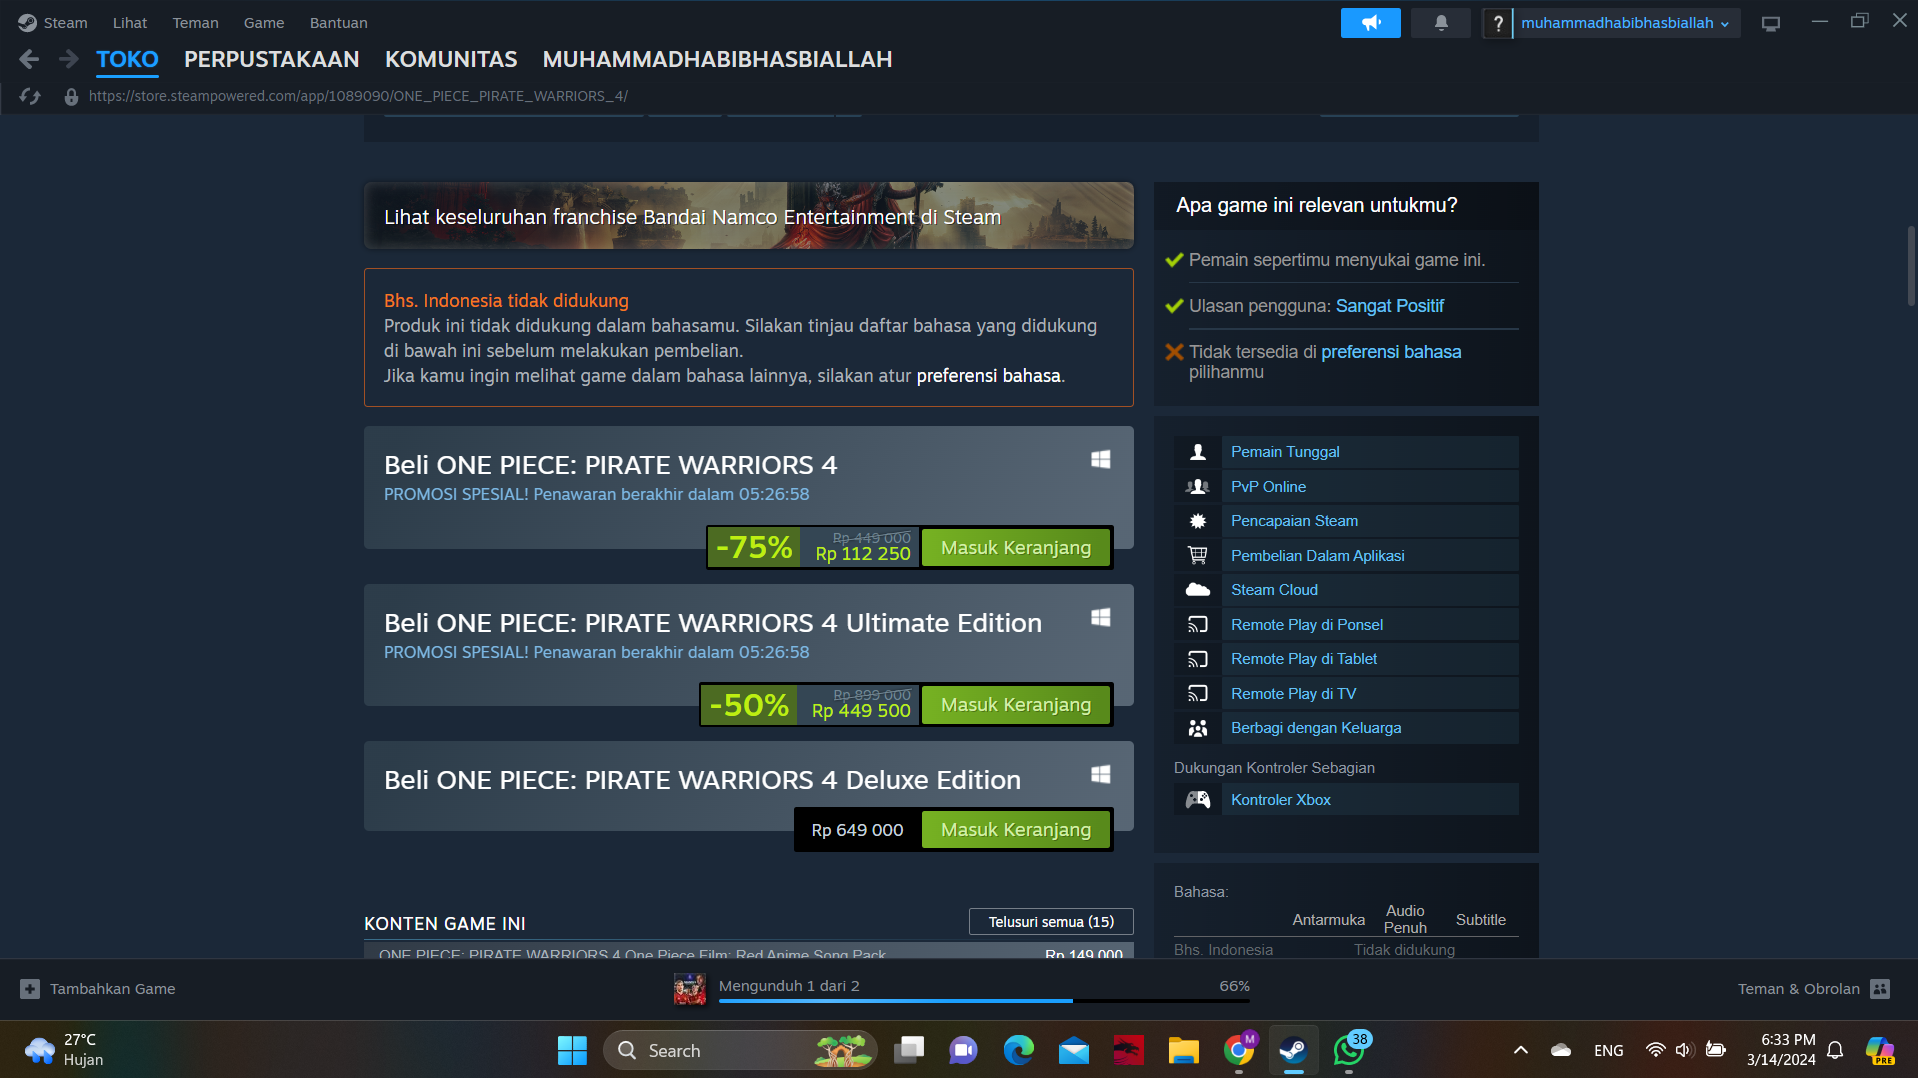 Steam Lihat Teman Game Bantuan
? muhammadhabibhasbiallah
TOKO PERPUSTAKAAN KOMUNITAS MUHAMMADHABIBHASBIALLAH
https://store.steampowered.com/app/1089090/ONE_PIECE_PIRATE_WARRIORS_4/
Lihat keseluruhan franchise Bandai Namco Entertainment di Steam
Bhs. Indonesia tidak didukung
Produk ini tidak didukung dalam bahasamu. Silakan tinjau daftar bahasa yang didukung
di bawah ini sebelum melakukan pembelian.
Jika kamu ingin melihat game dalam bahasa lainnya, silakan atur preferensi bahasa.
Beli ONE PIECE: PIRATE WARRIORS 4
PROMOSI SPESIAL! Penawaran berakhir dalam 05:26:58
-75%
Rp 449 000
Rp 112 250
Masuk Keranjang
Beli ONE PIECE: PIRATE WARRIORS 4 Ultimate Edition
PROMOSI SPESIAL! Penawaran berakhir dalam 05:26:58
-50%
Rp 899 000
Rp 449 500
Masuk Keranjang
Beli ONE PIECE: PIRATE WARRIORS 4 Deluxe Edition
Rp 649 000
Masuk Keranjang
KONTEN GAME INI
Telusuri semua (15)
ONE PIECE: PIRATE WARRIORS 4 One Piece Film: Red Anime Song Pack
Rp 149 000
Apa game ini relevan untukmu?
Pemain sepertimu menyukai game ini.
Ulasan pengguna: Sangat Positif
Tidak tersedia di preferensi bahasa
pilihanmu
Pemain Tunggal
PvP Online
Pencapaian Steam
Pembelian Dalam Aplikasi
Steam Cloud
Remote Play di Ponsel
Remote Play di Tablet
Remote Play di TV
Berbagi dengan Keluarga
Dukungan Kontroler Sebagian
Kontroler Xbox
Bahasa:
Antarmuka Audio Penuh Subtitle
Bhs. Indonesia Tidak didukung
Tambahkan Game
Mengunduh 1 dari 2
66%
Teman & Obrolan
27°C
Hujan
Search
M
38
ENG
6:33 PM
3/14/2024
PRE